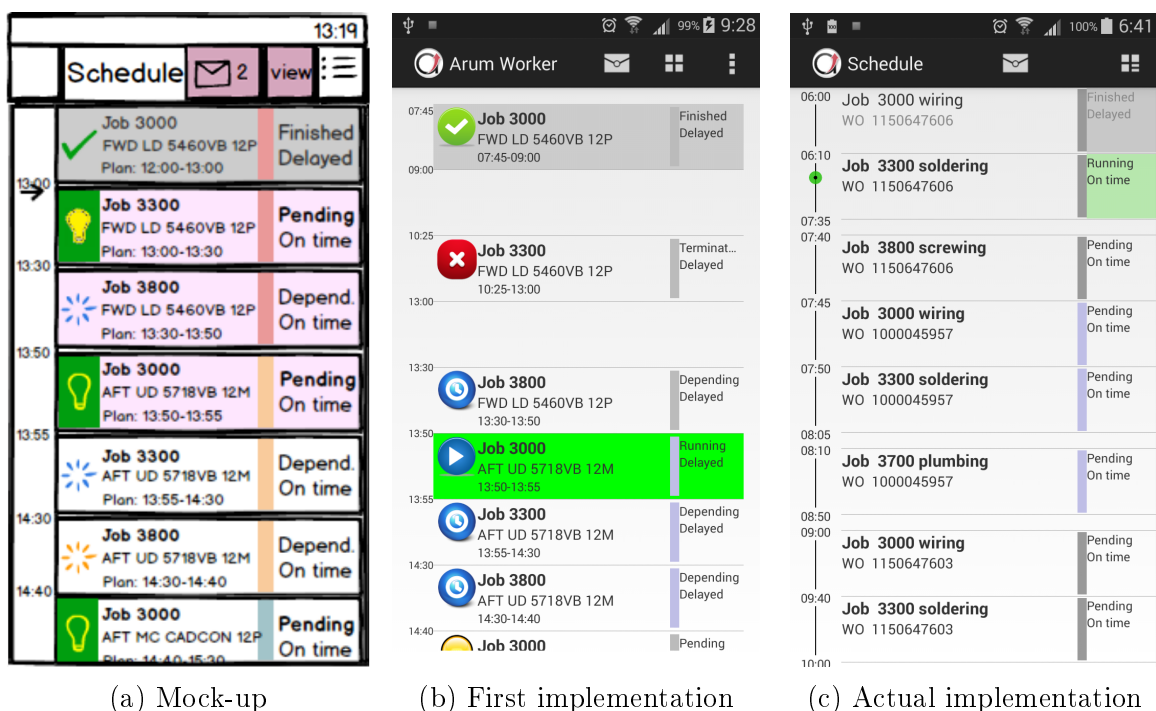 13:19
Schedule 2 view
Job 3000
FWD LD 5460VB 12P
Plan: 12:00-13:00
Finished
Delayed
13:00
Job 3300
FWD LD 5460VB 12P
Plan: 13:00-13:30
Pending
On time
13:30
Job 3800
FWD LD 5460VB 12P
Plan: 13:30-13:50
Depend.
On time
13:50
Job 3000
AFT UD 5718VB 12M
Plan: 13:50-13:55
Pending
On time
13:55
Job 3300
AFT UD 5718VB 12M
Plan: 13:55-14:30
Depend.
On time
14:30
Job 3800
AFT UD 5718VB 12M
Plan: 14:30-14:40
Depend.
On time
14:40
Job 3000
AFT MC CADCON 12P
Plan: 14:40-15:30
Pending
On time
(a) Mock-up
99% 9:28
Arum Worker
07:45
Job 3000
FWD LD 5460VB 12P
07:45-09:00
Finished
Delayed
09:00
10:25
Job 3300
FWD LD 5460VB 12P
10:25-13:00
Terminat...
Delayed
13:00
13:30
Job 3800
FWD LD 5460VB 12P
13:30-13:50
Depending
Delayed
13:50
Job 3000
AFT UD 5718VB 12M
13:50-13:55
Running
Delayed
13:55
Job 3300
AFT UD 5718VB 12M
13:55-14:30
Depending
Delayed
14:30
Job 3800
AFT UD 5718VB 12M
14:30-14:40
Depending
Delayed
14:40
Job 3000
Pending
(b) First implementation
100% 6:41
Schedule
06:00
Job 3000 wiring
WO 1150647606
Finished
Delayed
06:10
Job 3300 soldering
WO 1150647606
Running
On time
07:35
07:40
Job 3800 screwing
WO 1150647606
Pending
On time
07:45
Job 3000 wiring
WO 1000045957
Pending
On time
07:50
Job 3300 soldering
WO 1000045957
Pending
On time
08:05
08:10
Job 3700 plumbing
WO 1000045957
Pending
On time
08:50
09:00
Job 3000 wiring
WO 1150647603
Pending
On time
09:40
Job 3300 soldering
WO 1150647603
Pending
On time
10:00
(c) Actual implementation